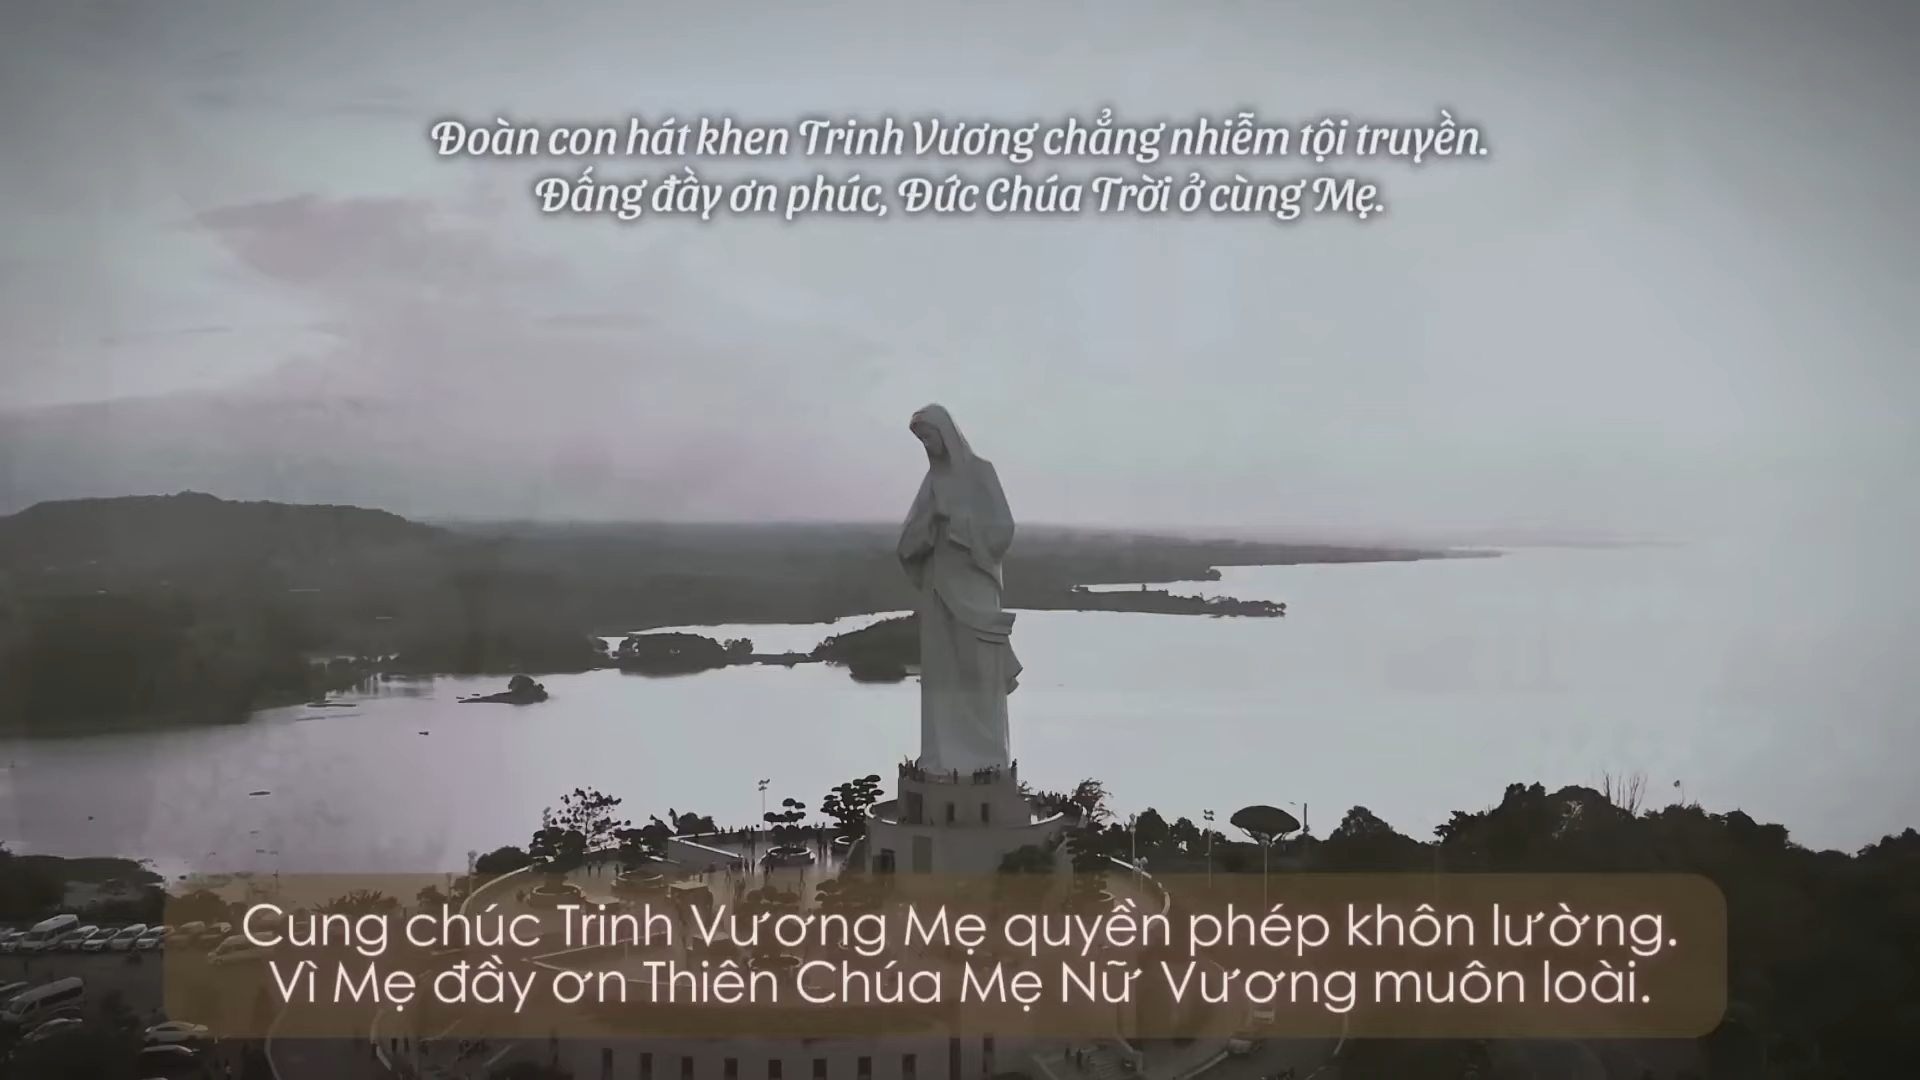 Đoàn con hát khen Trinh Vương chẳng nhiễm tội truyền.
Đấng đầy ơn phúc, Đức Chúa Trời ở cùng Mẹ.
Cung chúc Trinh Vương Mẹ quyền phép khôn lường.
Vì Mẹ đầy ơn Thiên Chúa Mẹ Nữ Vương muôn loài.